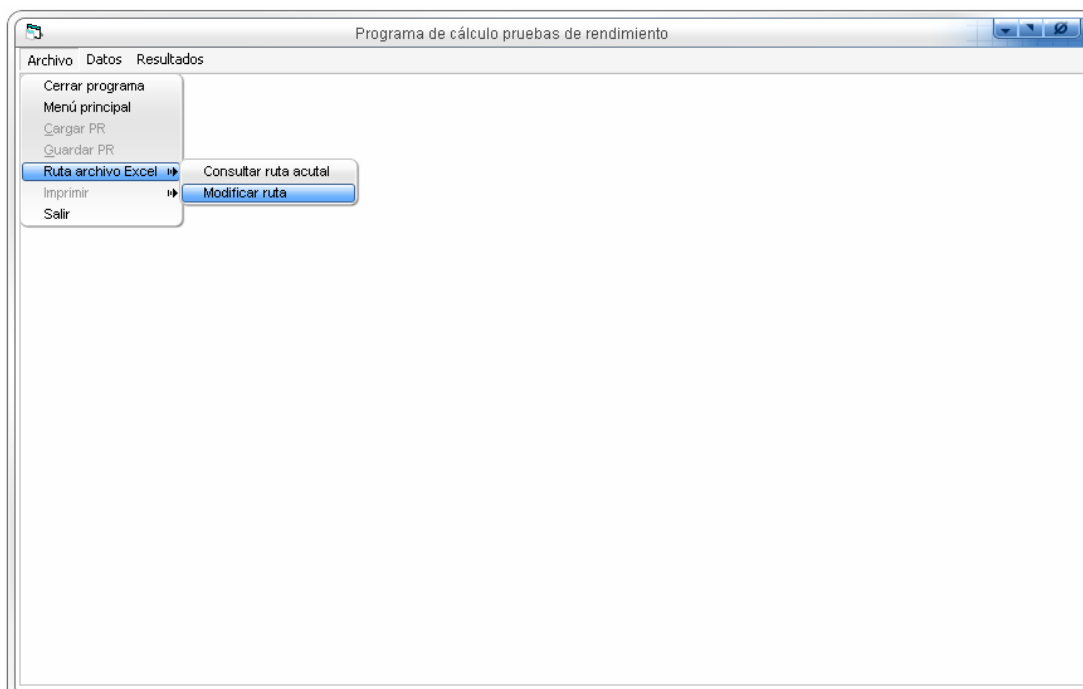 Programa de cálculo pruebas de rendimiento
Archivo Datos Resultados
Cerrar programa
Menú principal
Cargar PR
Guardar PR
Ruta archivo Excel
Consultar ruta acutal
Modificar ruta
Imprimir
Salir